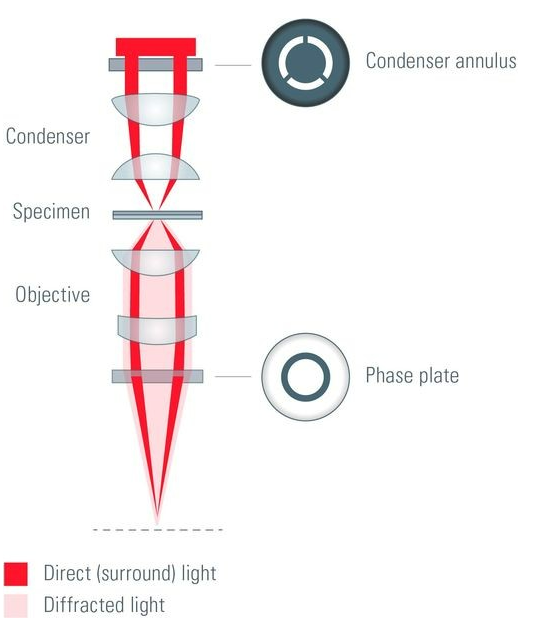 Condenser annulus
Condenser
Specimen
Objective
Phase plate
Direct (surround) light
Diffracted light